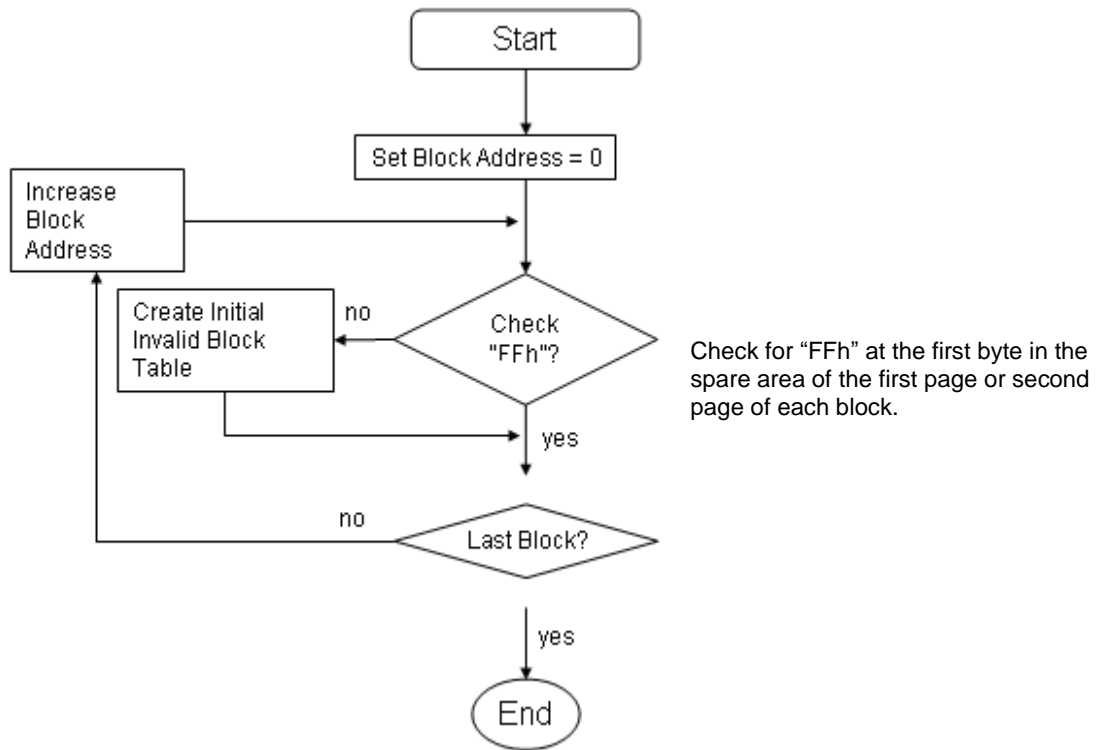 Start
Set Block Address = 0
Increase
Block
Address
Create Initial
Invalid Block
Table
no
Check
"FFh"?
Check for “FFh” at the first byte in the
spare area of the first page or second
page of each block.
yes
no
Last Block?
yes
End